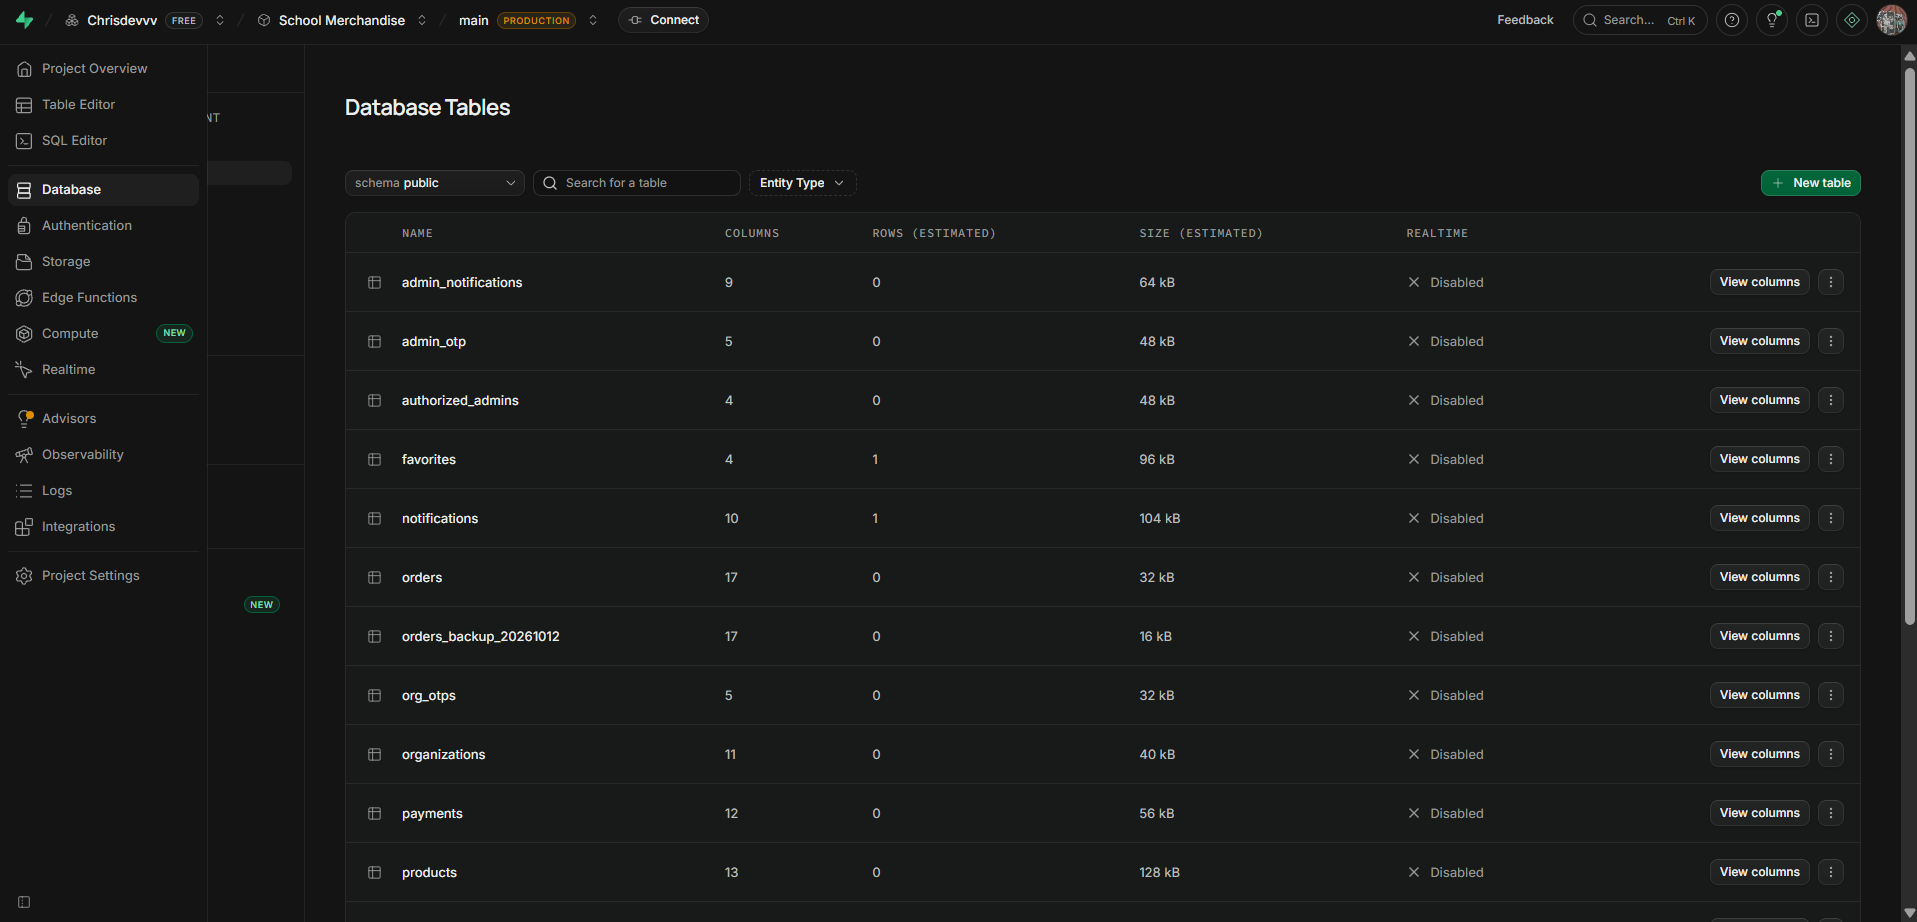 Chrisdevvv FREE School Merchandise main PRODUCTION Connect Feedback Search... Ctrl K
Project Overview
Table Editor
SQL Editor
Database
Authentication
Storage
Edge Functions
Compute NEW
Realtime
Advisors
Observability
Logs
Integrations
Project Settings
NT
NEW
Database Tables
schema public Search for a table Entity Type New table
NAME COLUMNS ROWS (ESTIMATED) SIZE (ESTIMATED) REALTIME
admin_notifications 9 0 64 kB Disabled View columns
admin_otp 5 0 48 kB Disabled View columns
authorized_admins 4 0 48 kB Disabled View columns
favorites 4 1 96 kB Disabled View columns
notifications 10 1 104 kB Disabled View columns
orders 17 0 32 kB Disabled View columns
orders_backup_20261012 17 0 16 kB Disabled View columns
org_otps 5 0 32 kB Disabled View columns
organizations 11 0 40 kB Disabled View columns
payments 12 0 56 kB Disabled View columns
products 13 0 128 kB Disabled View columns